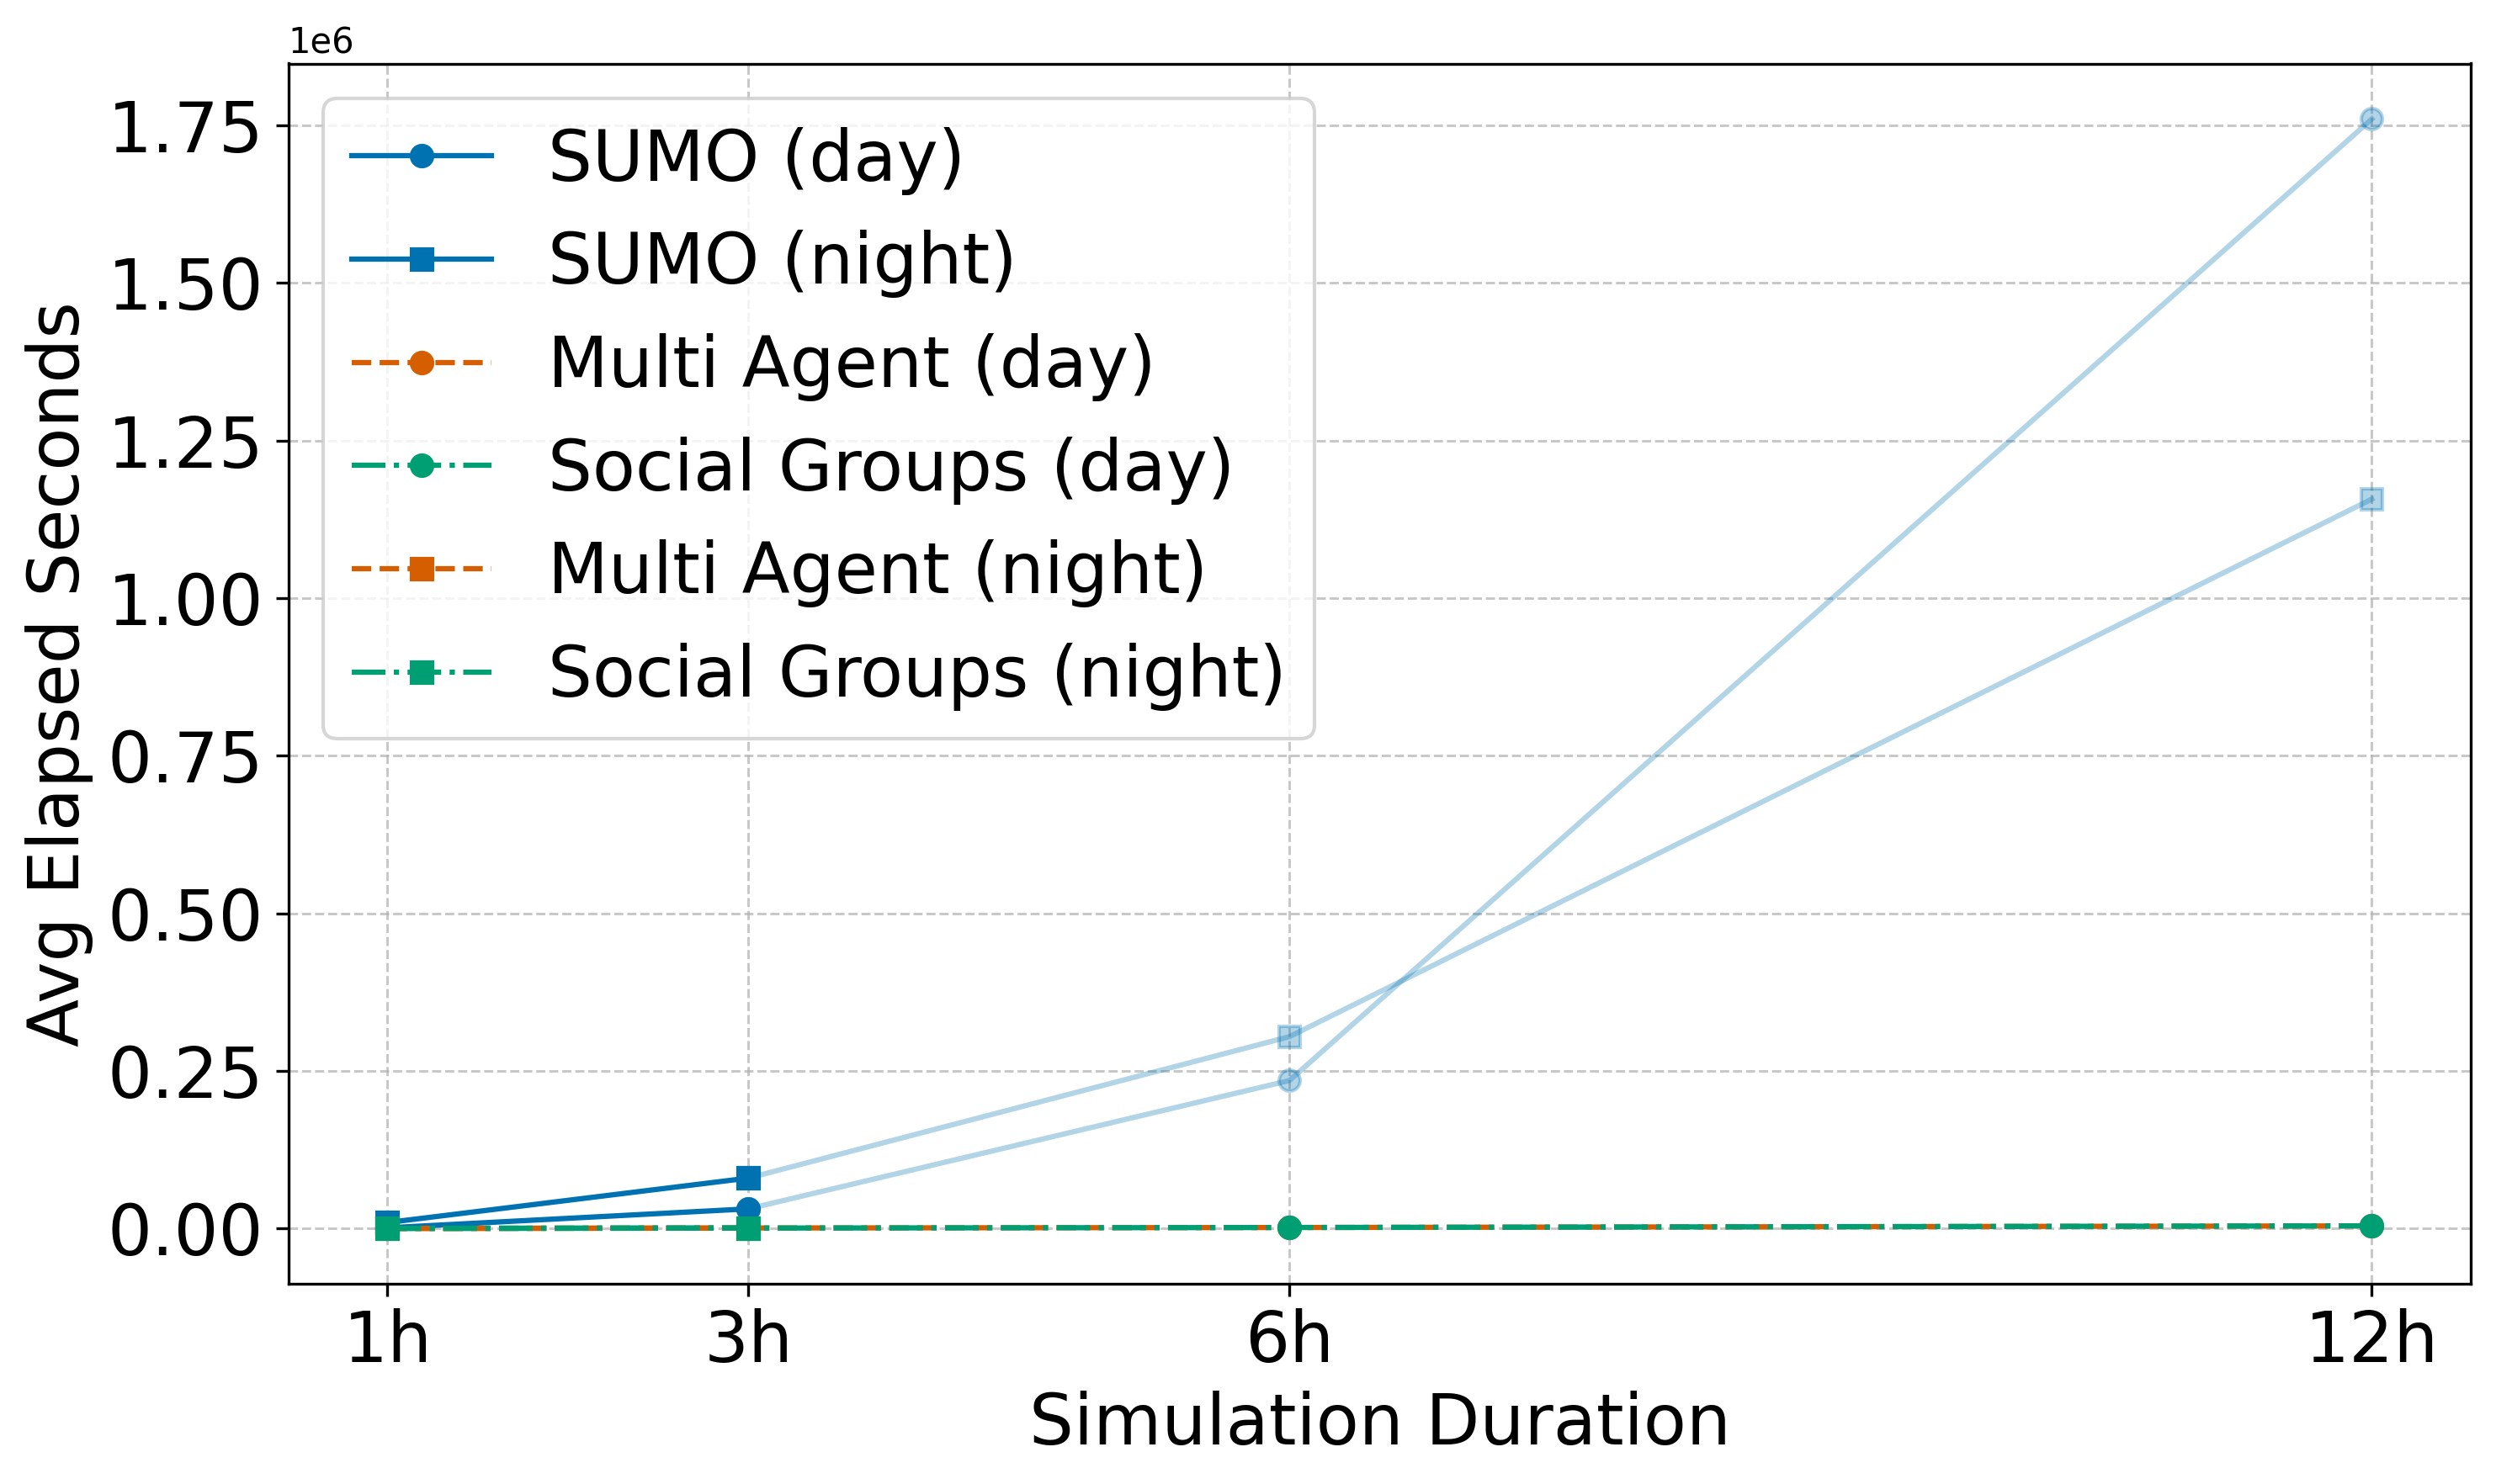 1e6
1.75
1.50
1.25
1.00
0.75
0.50
0.25
0.00
Avg Elapsed Seconds
SUMO (day)
SUMO (night)
Multi Agent (day)
Social Groups (day)
Multi Agent (night)
Social Groups (night)
1h 3h 6h 12h
Simulation Duration